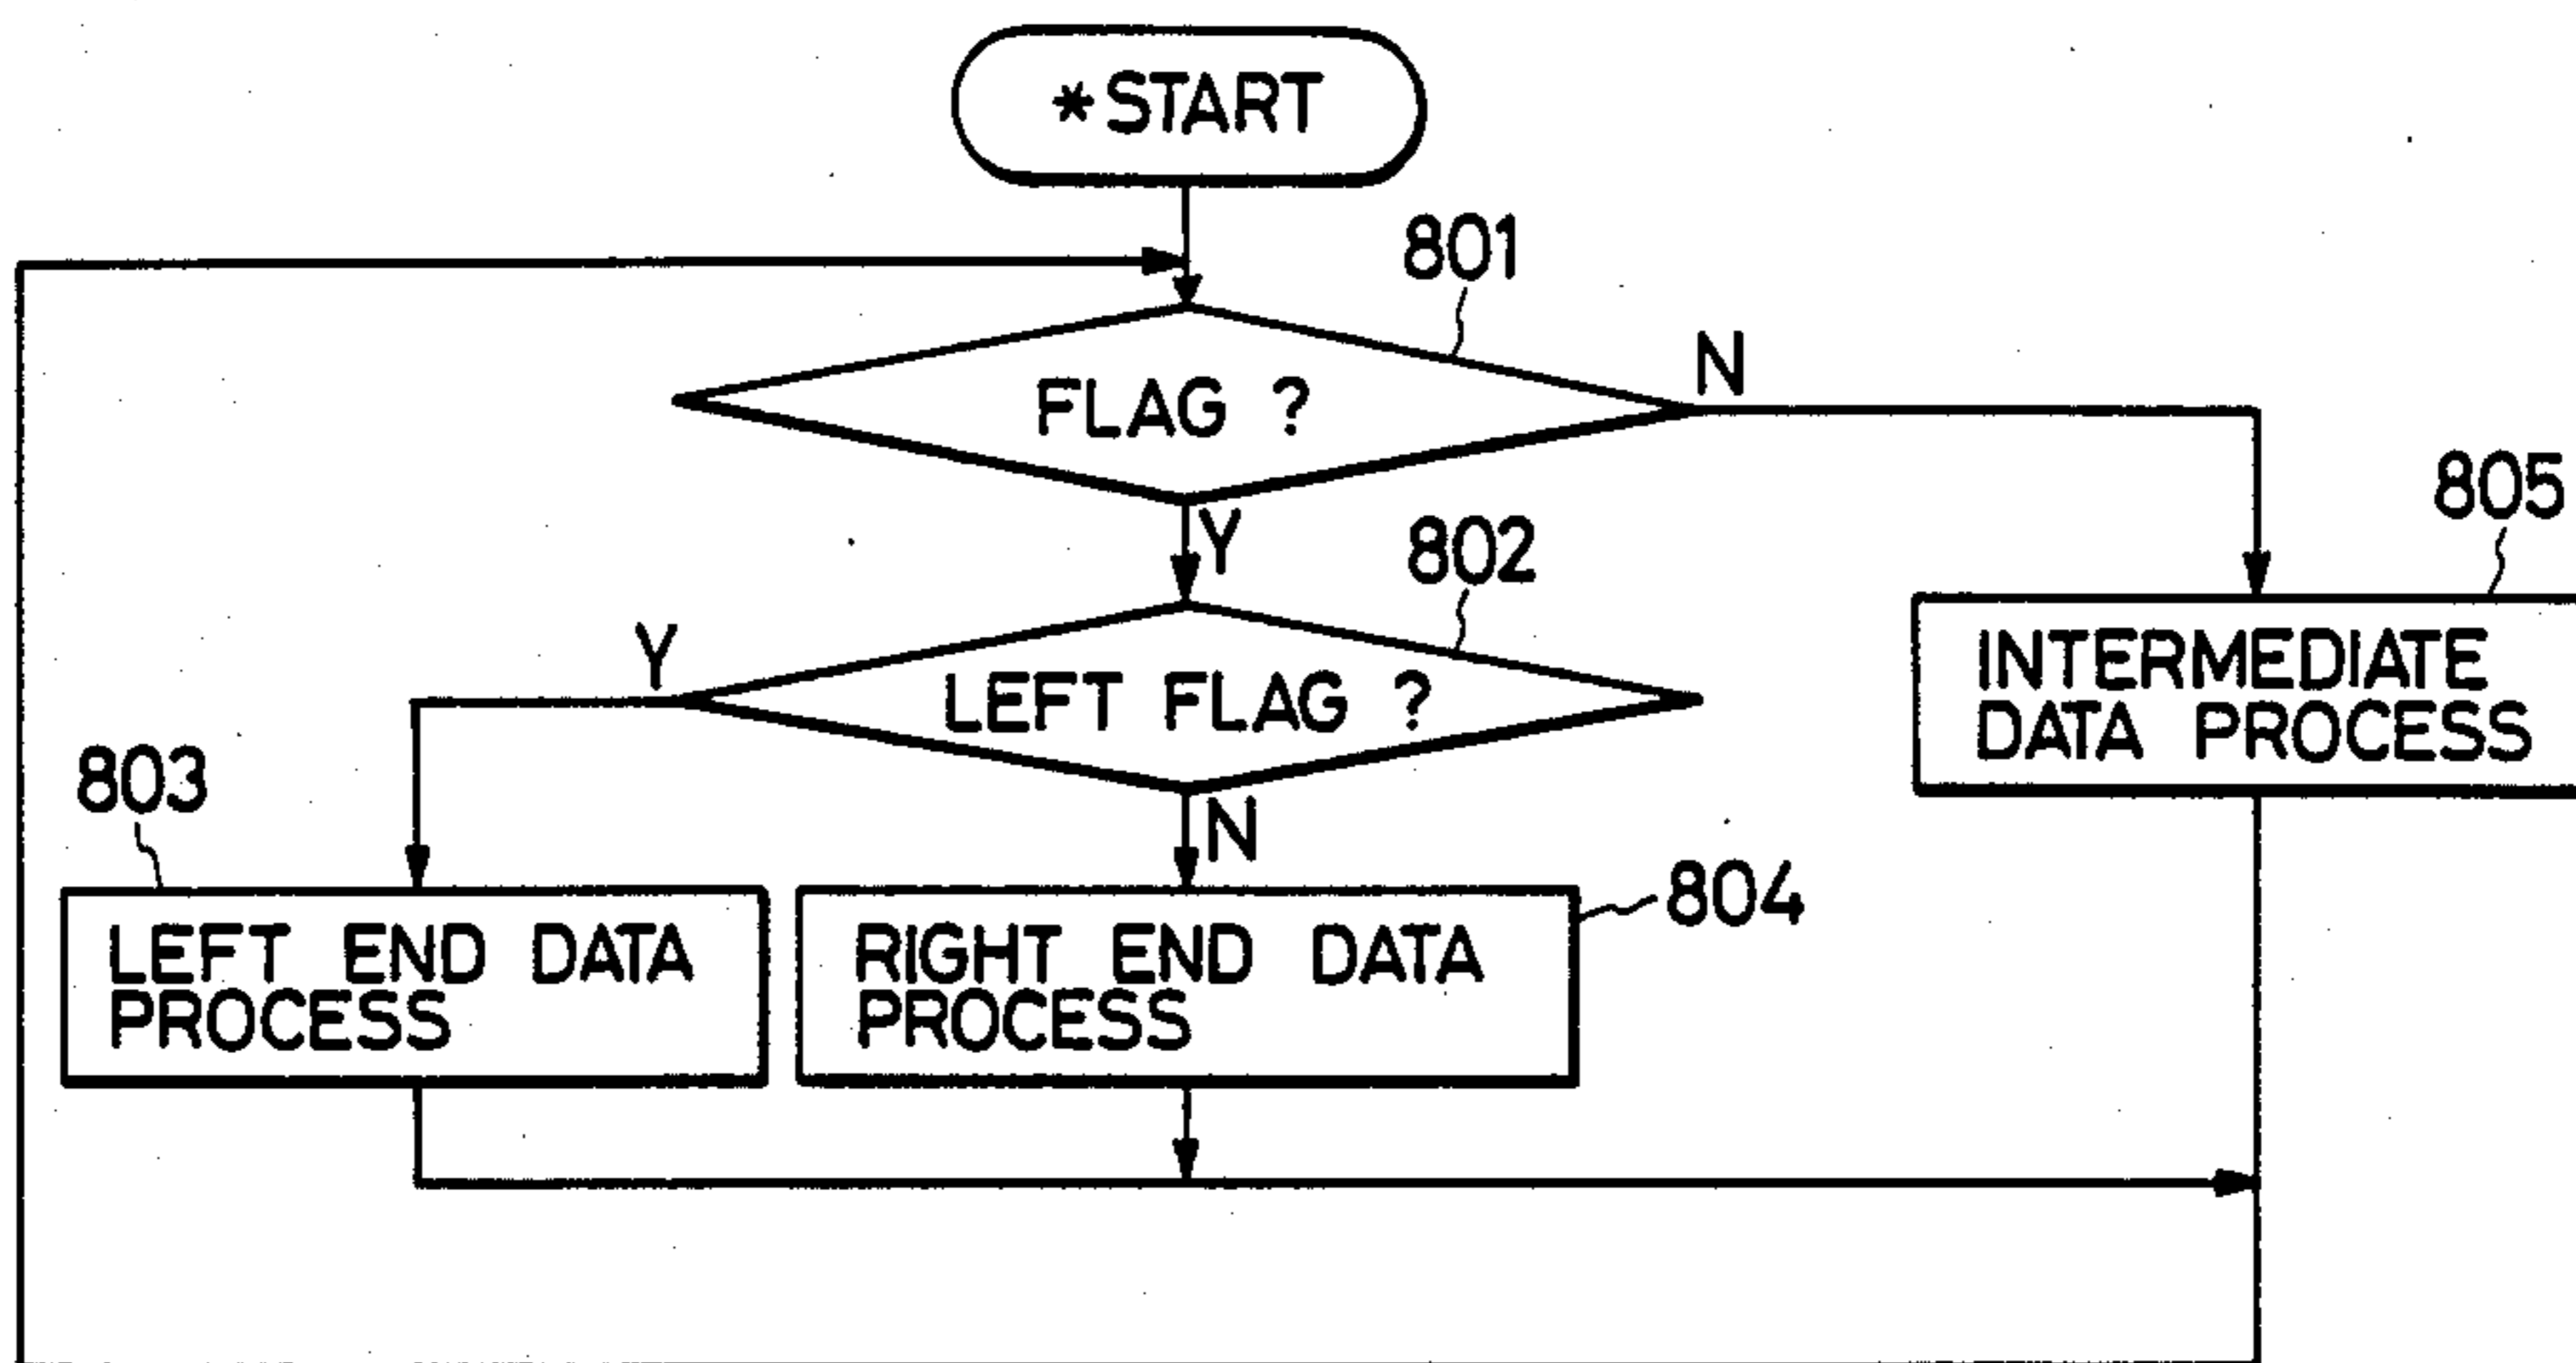 *START
801
FLAG ?
N
Y
802
805
Y
LEFT FLAG ?
INTERMEDIATE
DATA PROCESS
803
N
804
LEFT END DATA
PROCESS
RIGHT END DATA
PROCESS